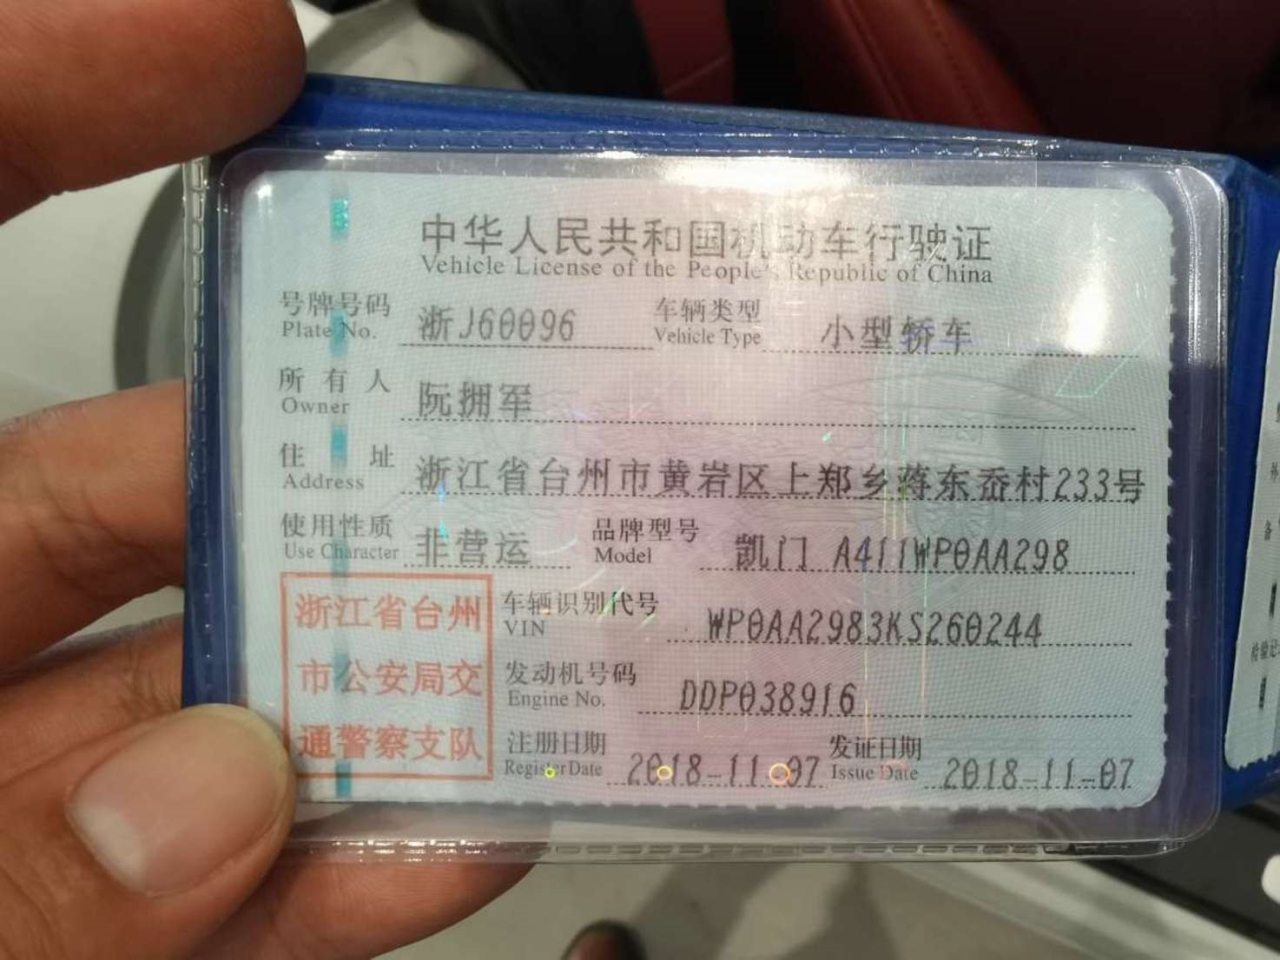 中华人民共和国机动车行驶证
Vehicle License of the People's Republic of China
号牌号码 浙J60096 车辆类型 小型轿车
Plate No. Vehicle Type
所有人 阮拥军
Owner
住址 浙江省台州市黄岩区上郑乡蒋东岙村233号
Address
使用性质 非营运 品牌型号 凯门 A411WP0AA298
Use Character Model
浙江省台州
市公安局交
通警察支队
车辆识别代号 WP0AA2983KS260244
VIN
发动机号码 DDP038916
Engine No.
注册日期 2018-11-07 发证日期 2018-11-07
Register Date Issue Date